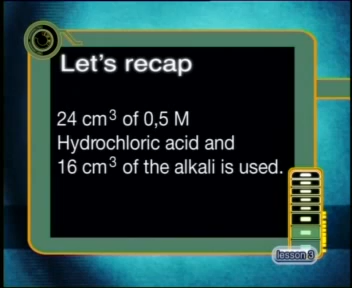 Let's recap
24 cm³ of 0,5 M
Hydrochloric acid and
16 cm³ of the alkali is used.
lesson 3